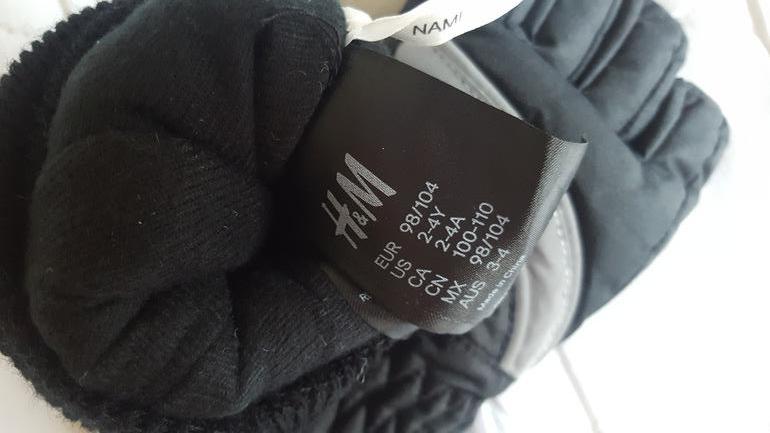 NAM
H&M
EUR 98/104
US 2-4Y
CA 2-4A
CN 100-110
MX 98/104
AUS 3-4
Made in China